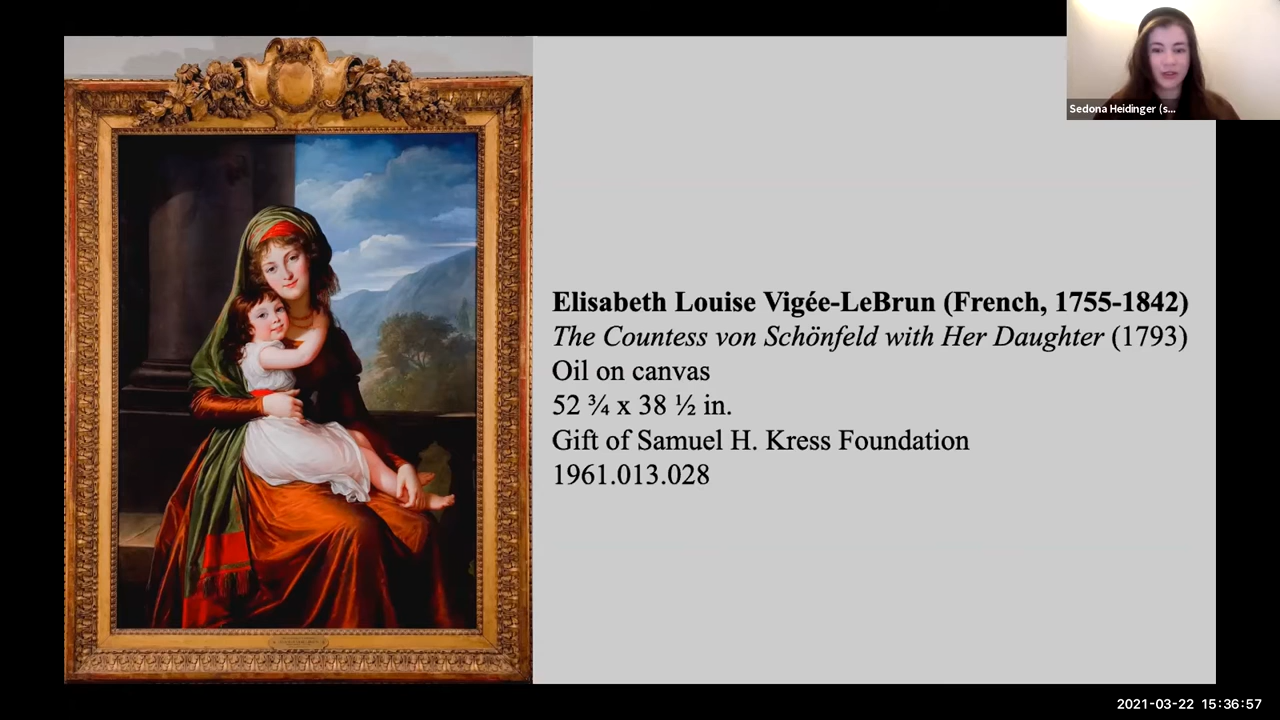 Sedona Heidinger (s...
Elisabeth Louise Vigée-LeBrun (French, 1755-1842)
The Countess von Schönfeld with Her Daughter (1793)
Oil on canvas
52 ¾ x 38 ½ in.
Gift of Samuel H. Kress Foundation
1961.013.028
2021-03-22 15:36:57